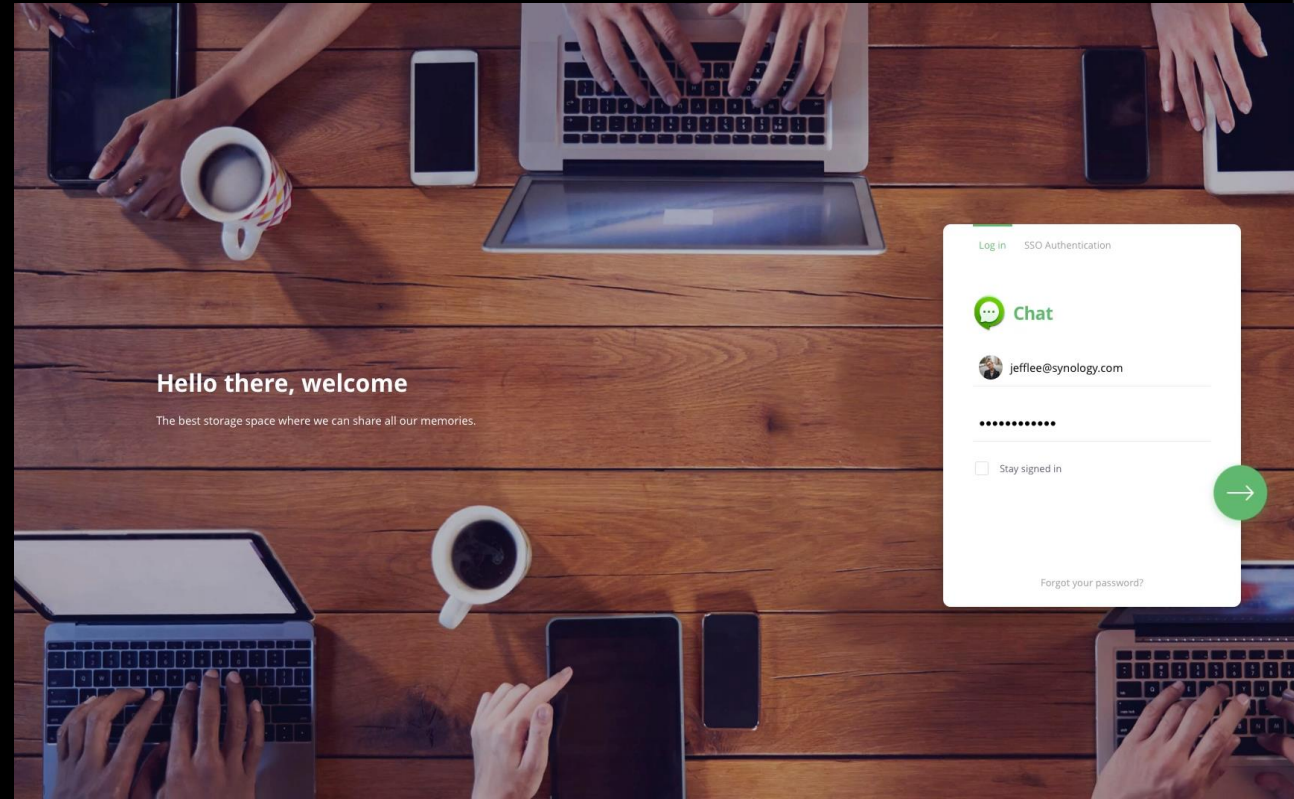 Log in SSO Authentication
Chat
jefflee@synology.com
Hello there, welcome
The best storage space where we can share all our memories.
Stay signed in
Forgot your password?